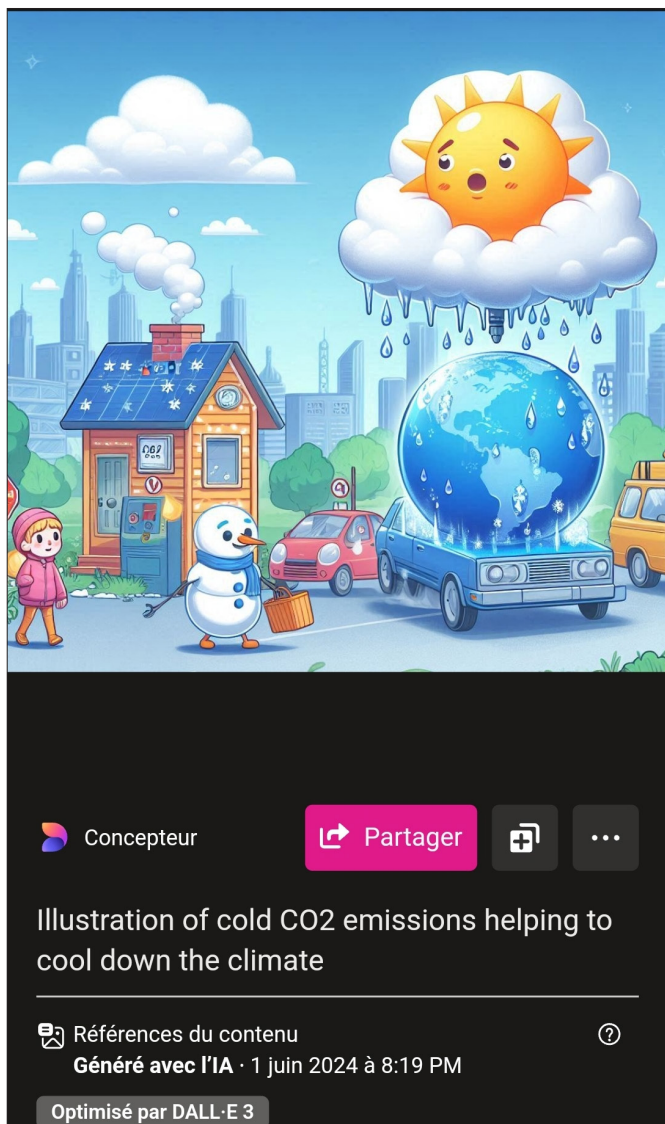 Concepteur
Partager
Illustration of cold CO2 emissions helping to
cool down the climate
Références du contenu
Généré avec l'IA · 1 juin 2024 à 8:19 PM
Optimisé par DALL·E 3